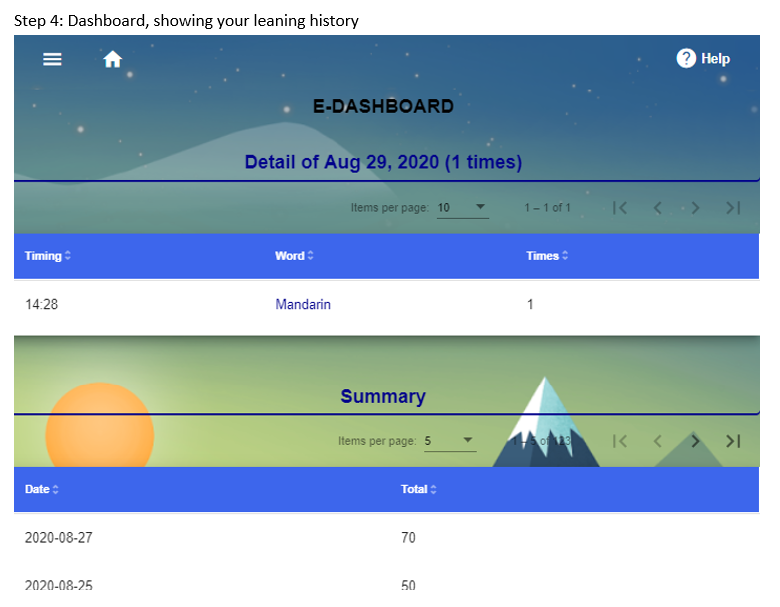 Step 4: Dashboard, showing your leaning history
Help
E-DASHBOARD
Detail of Aug 29, 2020 (1 times)
Items per page: 10 1 – 1 of 1
Timing Word Times
14:28 Mandarin 1
Summary
Items per page: 5 1 – 5 of 123
Date Total
2020-08-27 70
2020-08-25 50